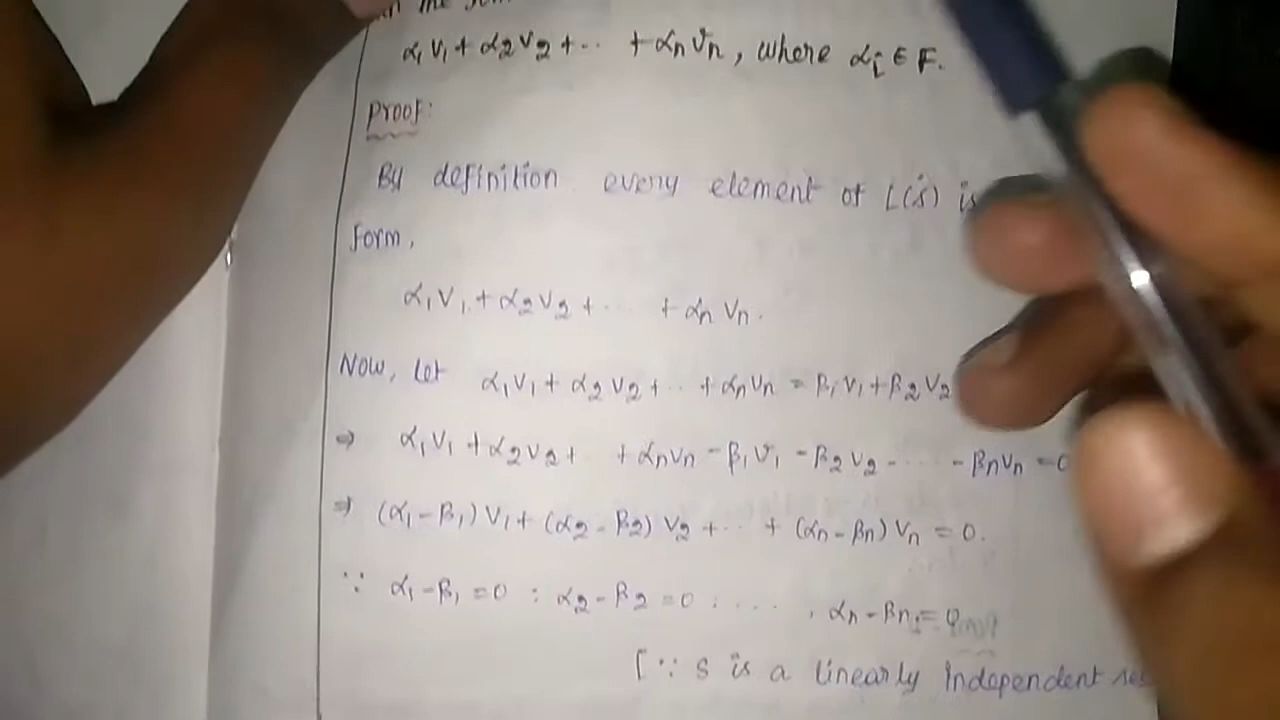 in the
α₁v₁ + α₂v₂ + ... + αₙvₙ, where αᵢ ∈ F.
Proof:
By definition every element of L(S) is
form,
α₁v₁ + α₂v₂ + ... + αₙvₙ.
Now, let α₁v₁ + α₂v₂ + ... + αₙvₙ = β₁v₁ + β₂v₂
⇒ α₁v₁ + α₂v₂ + ... + αₙvₙ - β₁v₁ - β₂v₂ - ... - βₙvₙ = 0
⇒ (α₁ - β₁) v₁ + (α₂ - β₂) v₂ + ... + (αₙ - βₙ) vₙ = 0.
∵ α₁ - β₁ = 0 : α₂ - β₂ = 0 : .... , αₙ - βₙ = 0
[∵ S is a linearly independent